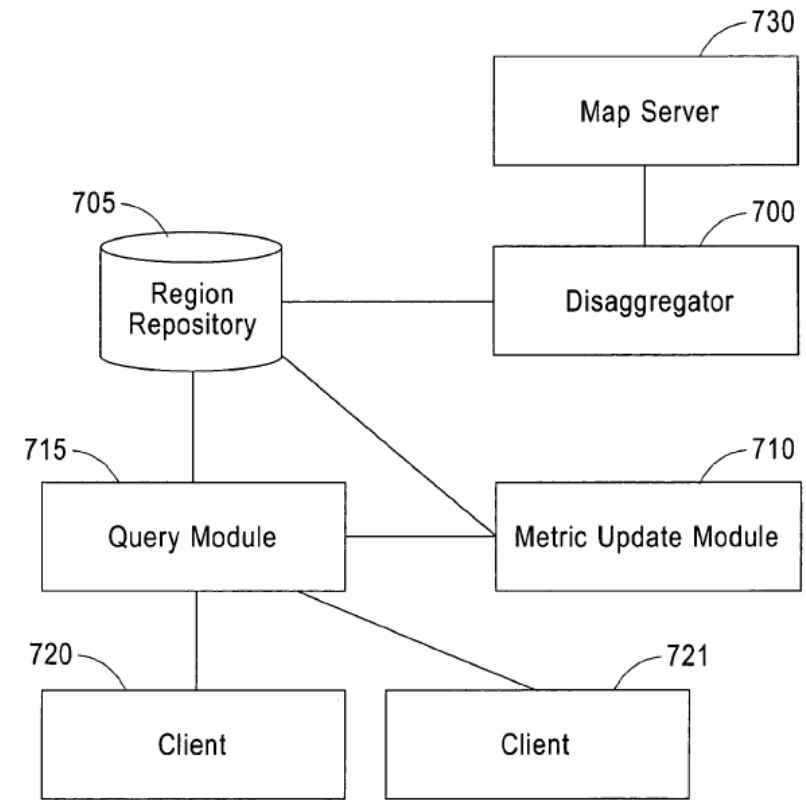 730
Map Server
700
705
Disaggregator
Region
Repository
715
710
Query Module
Metric Update Module
720
721
Client
Client